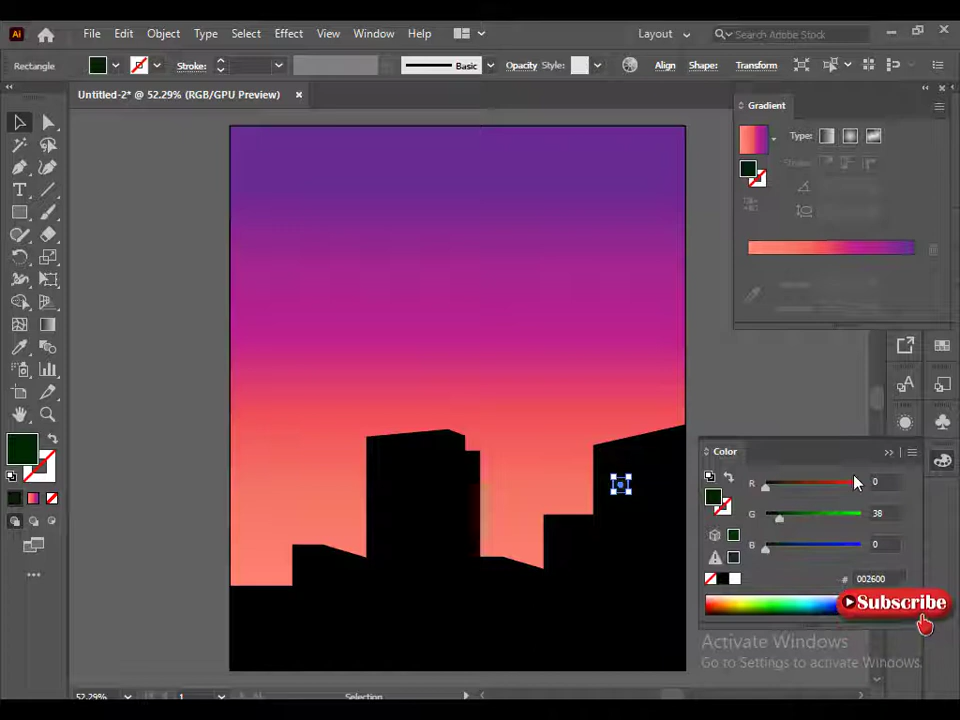 Ai File Edit Object Type Select Effect View Window Help Layout Search Adobe Stock
Rectangle Stroke: Basic Opacity Style: Align Shape: Transform
Untitled-2* @ 52.29% (RGB/GPU Preview) ×
Gradient
Type:
Stroke:
T
Color
R 0
G 38
B 0
# 002600
Subscribe
Activate Windows
Go to Settings to activate Windows.
52.29% 1 Selection